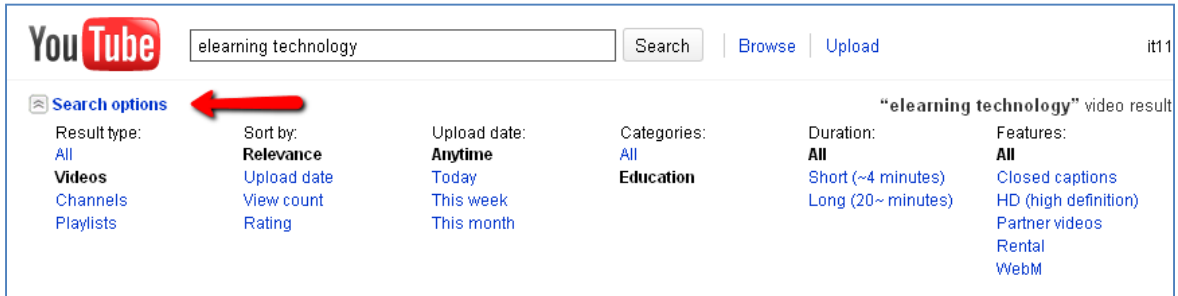 YouTube elearning technology Search Browse Upload it11
Search options "elearning technology" video result
Result type: Sort by: Upload date: Categories: Duration: Features:
All Relevance Anytime All All All
Videos Upload date Today Education Short (~4 minutes) Closed captions
Channels View count This week Long (20~ minutes) HD (high definition)
Playlists Rating This month Partner videos
Rental
WebM